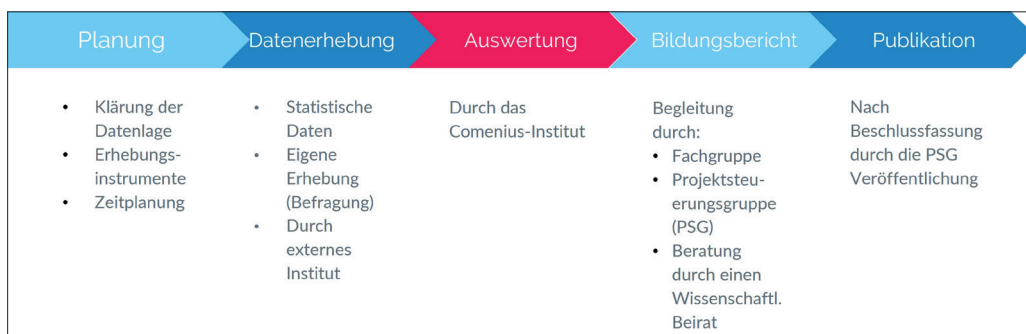 Planung
Datenerhebung
Auswertung
Bildungsbericht
Publikation
• Klärung der
Datenlage
• Erhebungs-
instrumente
• Zeitplanung
• Statistische
Daten
• Eigene
Erhebung
(Befragung)
• Durch
externes
Institut
Durch das
Comenius-Institut
Begleitung
durch:
• Fachgruppe
• Projektsteu-
erungsgruppe
(PSG)
• Beratung
durch einen
Wissenschaftl.
Beirat
Nach
Beschlussfassung
durch die PSG
Veröffentlichung